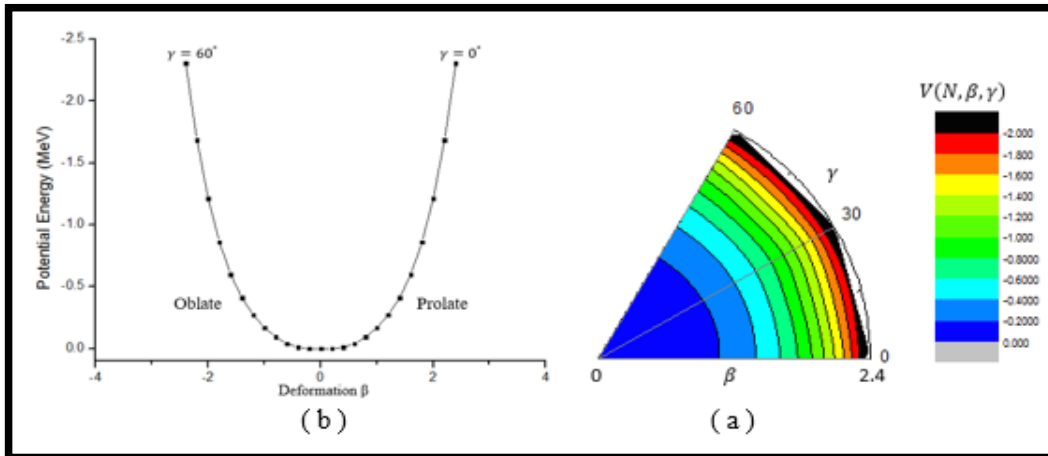 -2.5
-2.0
-1.5
-1.0
-0.5
0.0
Potential Energy (MeV)
γ = 60°
γ = 0°
Oblate
Prolate
-4
-2
0
2
4
Deformation β
( b )
60
γ
30
0
0
β
2.4
( a )
V(N, β, γ)
-2.000
-1.800
-1.600
-1.400
-1.200
-1.000
-0.8000
-0.6000
-0.4000
-0.2000
0.000